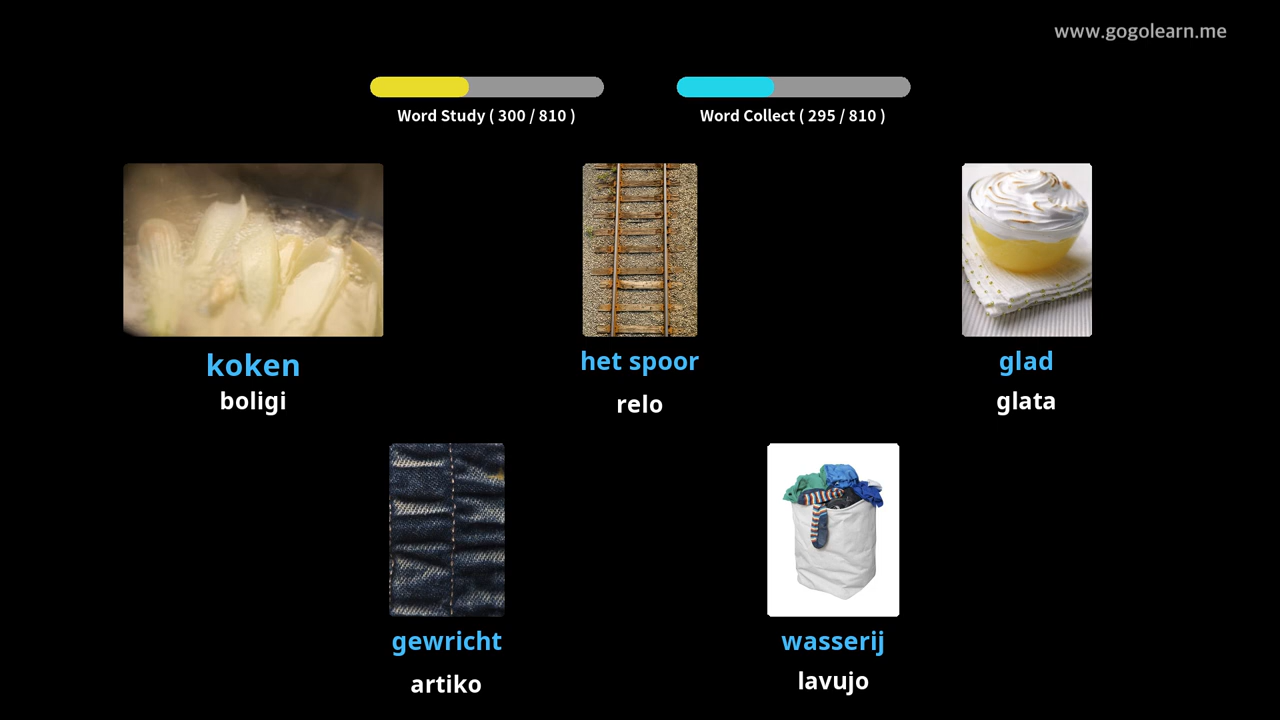 www.gogolearn.me
Word Study ( 300 / 810 )
Word Collect ( 295 / 810 )
koken
boligi
het spoor
relo
glad
glata
gewricht
artiko
wasserij
lavujo